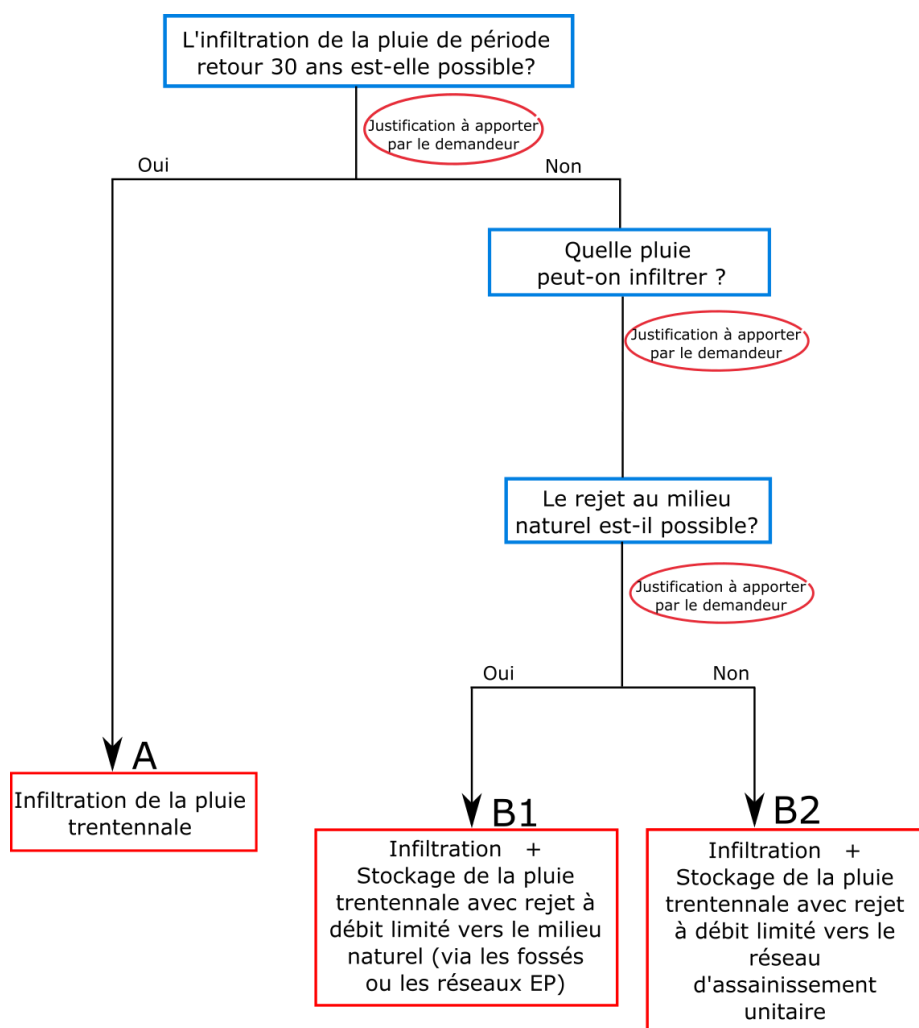 L'infiltration de la pluie de période
retour 30 ans est-elle possible?
Justification à apporter
par le demandeur
Oui
Non
Quelle pluie
peut-on infiltrer ?
Justification à apporter
par le demandeur
Le rejet au milieu
naturel est-il possible?
Justification à apporter
par le demandeur
Oui
Non
A
Infiltration de la pluie
trentennale
B1
Infiltration +
Stockage de la pluie
trentennale avec rejet à
débit limité vers le milieu
naturel (via les fossés
ou les réseaux EP)
B2
Infiltration +
Stockage de la pluie
trentennale avec rejet
à débit limité vers le
réseau
d'assainissement
unitaire